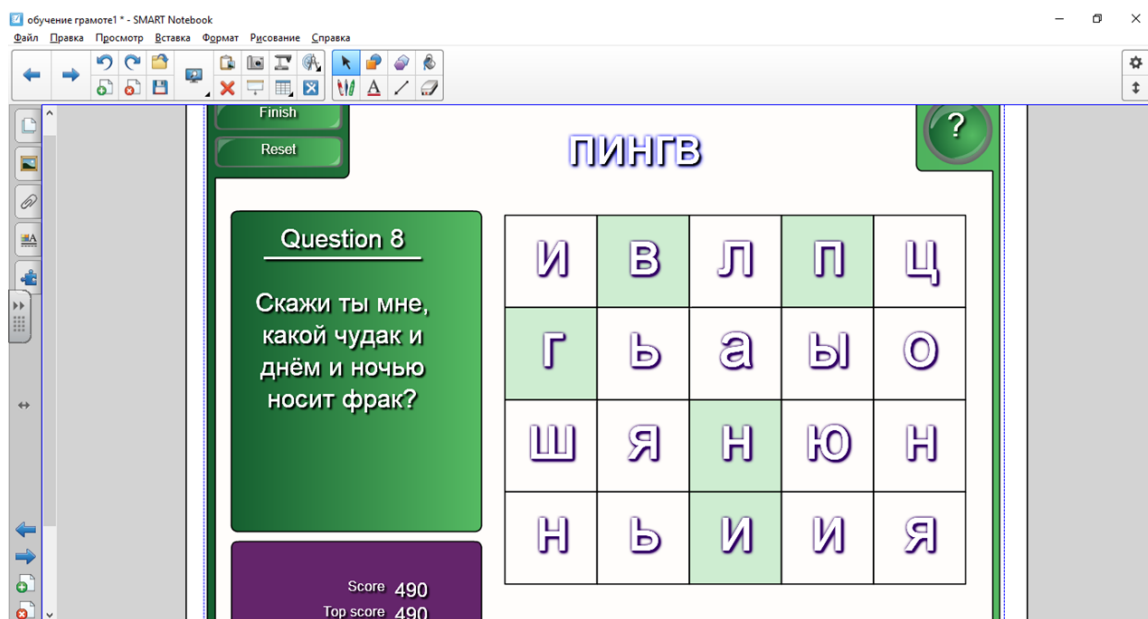 обучение грамоте1 * - SMART Notebook
Файл Правка Просмотр Вставка Формат Рисование Справка
Finish
Reset
?
пингв
Question 8
Скажи ты мне,
какой чудак и
днём и ночью
носит фрак?
и в л п ц
г ь а ы о
ш я н ю н
н ь и и я
Score 490
Top score 490